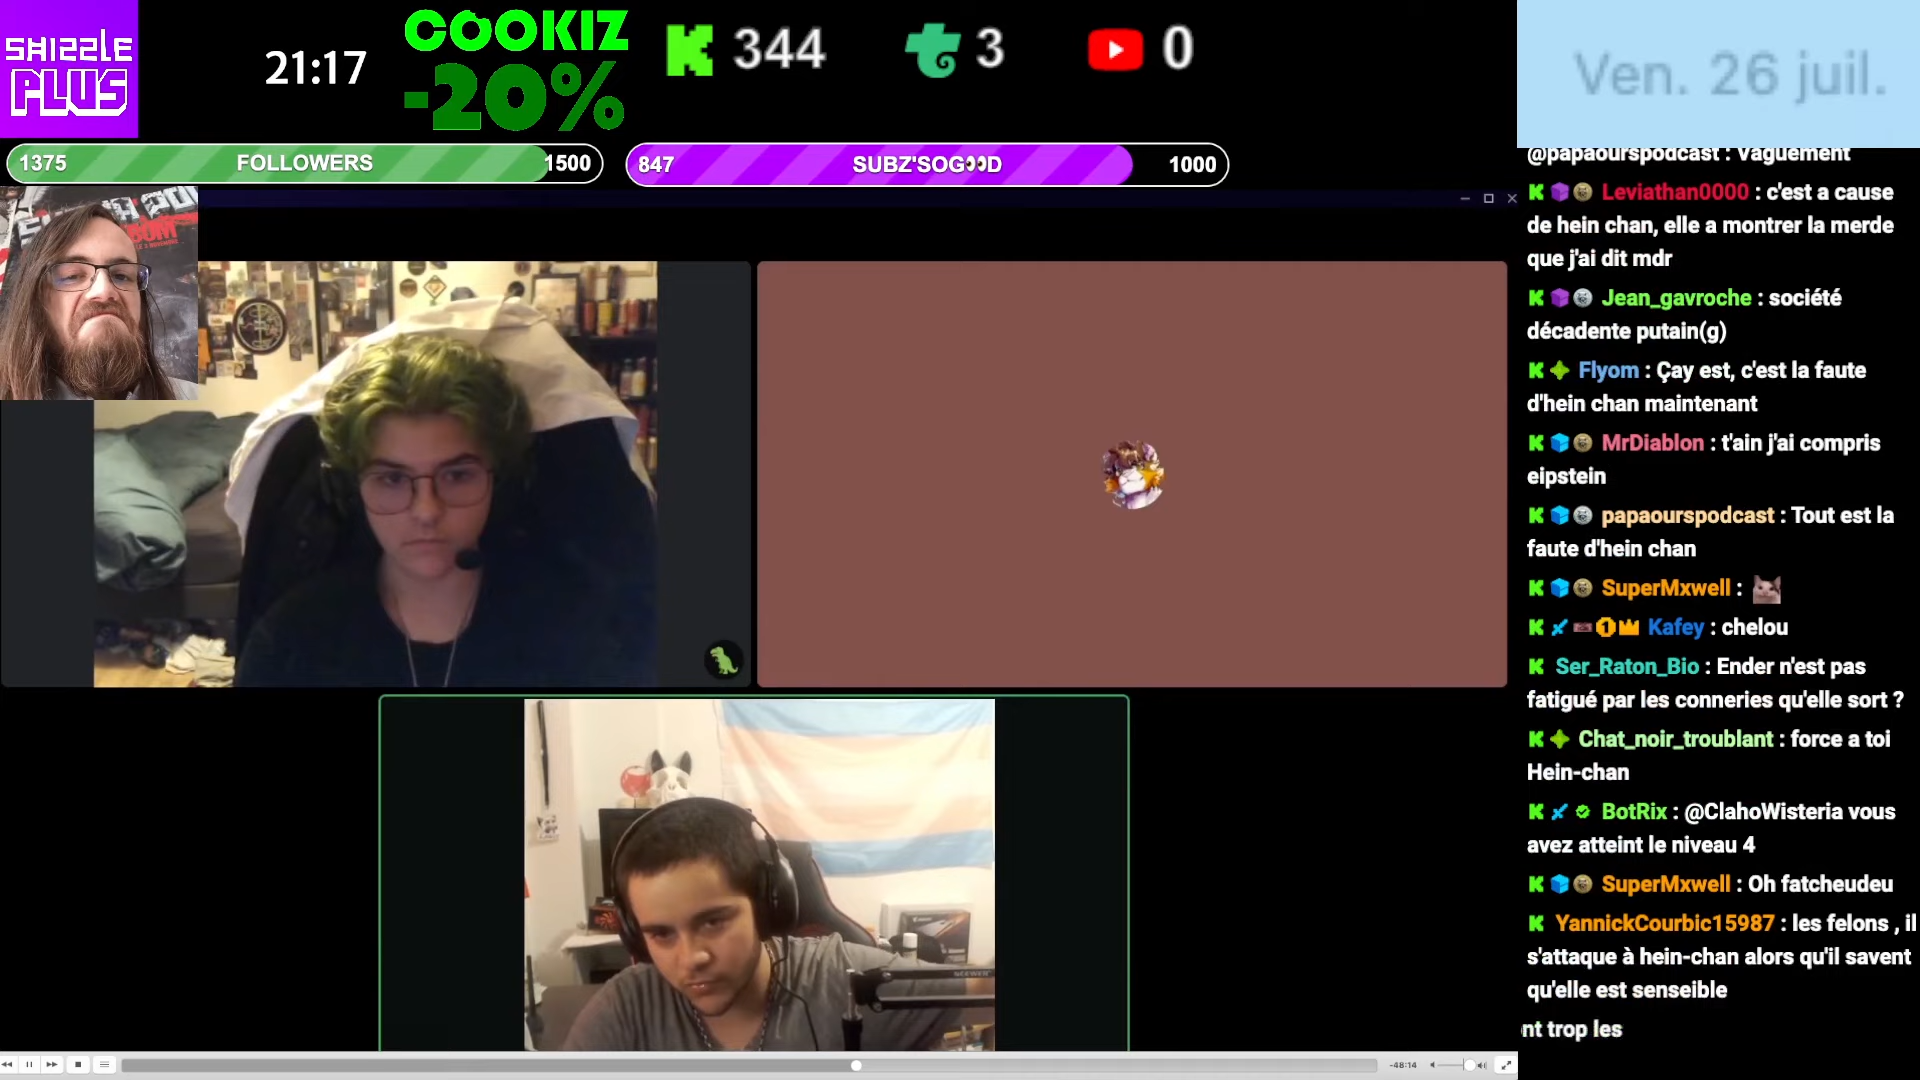 SHIZZLE
PLUS
21:17
COOKIZ
-20%
344
3
0
Ven. 26 juil.
1375 FOLLOWERS 1500
847 SUBZ'SOG👀D 1000
@papaourspodcast : Vaguement
Leviathan0000 : c'est a cause
de hein chan, elle a montrer la merde
que j'ai dit mdr
Jean_gavroche : société
décadente putain(g)
Flyom : Çay est, c'est la faute
d'hein chan maintenant
MrDiablon : t'ain j'ai compris
eipstein
papaourspodcast : Tout est la
faute d'hein chan
SuperMxwell :
Kafey : chelou
Ser_Raton_Bio : Ender n'est pas
fatigué par les conneries qu'elle sort ?
Chat_noir_troublant : force a toi
Hein-chan
BotRix : @ClahoWisteria vous
avez atteint le niveau 4
SuperMxwell : Oh fatcheudeu
YannickCourbic15987 : les felons , il
s'attaque à hein-chan alors qu'il savent
qu'elle est senseible
nt trop les
NEEWER
-48:14